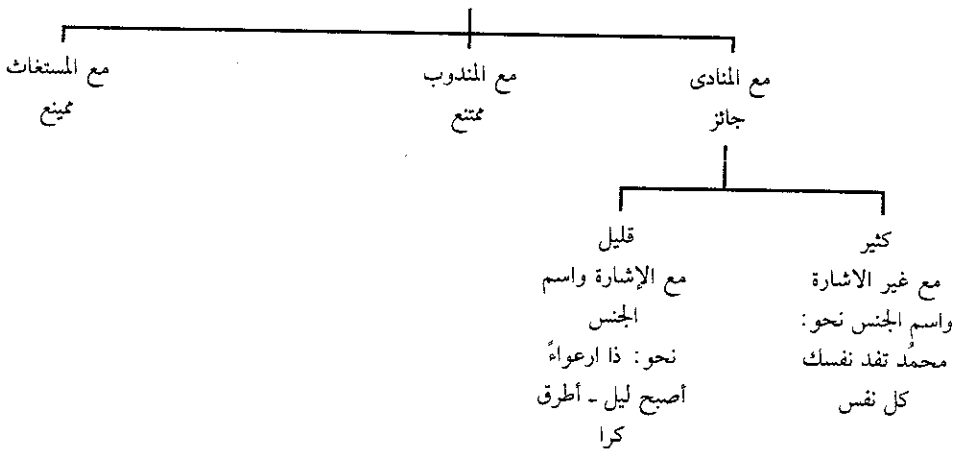 مع المنادى
جائز
مع المندوب
ممتنع
مع المستغاث
ممينع
كثير
مع غير الاشارة
واسم الجنس نحو:
محمدُ تفد نفسك
كل نفس
قليل
مع الإشارة واسم
الجنس
نحو: ذا ارعواءً
أصبح ليل - أطرق
كرا